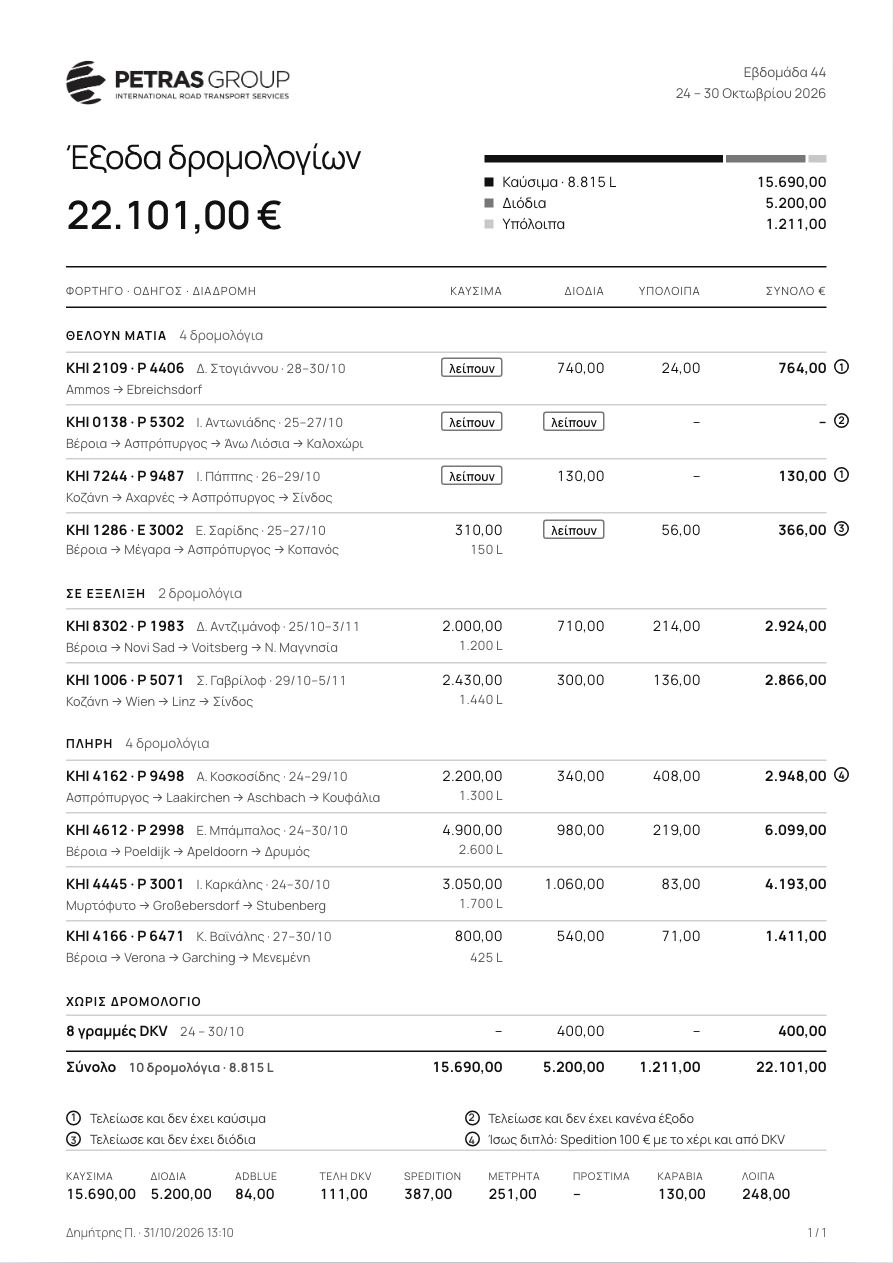 PETRAS GROUP
INTERNATIONAL ROAD TRANSPORT SERVICES
Εβδομάδα 44
24 – 30 Οκτωβρίου 2026
Έξοδα δρομολογίων
22.101,00 €
Καύσιμα · 8.815 L 15.690,00
Διόδια 5.200,00
Υπόλοιπα 1.211,00
ΦΟΡΤΗΓΟ · ΟΔΗΓΟΣ · ΔΙΑΔΡΟΜΗ ΚΑΥΣΙΜΑ ΔΙΟΔΙΑ ΥΠΟΛΟΙΠΑ ΣΥΝΟΛΟ €
ΘΕΛΟΥΝ ΜΑΤΙΑ 4 δρομολόγια
KHI 2109 · P 4406 Δ. Στογιάννου · 28–30/10 λείπουν 740,00 24,00 764,00 ①
Ammos → Ebreichsdorf
KHI 0138 · P 5302 Ι. Αντωνιάδης · 25–27/10 λείπουν λείπουν – – ②
Βέροια → Ασπρόπυργος → Άνω Λιόσια → Καλοχώρι
KHI 7244 · P 9487 Ι. Πάππης · 26–29/10 λείπουν 130,00 – 130,00 ①
Κοζάνη → Αχαρνές → Ασπρόπυργος → Σίνδος
KHI 1286 · E 3002 Ε. Σαρίδης · 25–27/10 310,00 λείπουν 56,00 366,00 ③
Βέροια → Μέγαρα → Ασπρόπυργος → Κοπανός 150 L
ΣΕ ΕΞΕΛΙΞΗ 2 δρομολόγια
KHI 8302 · P 1983 Δ. Αντζιμάνοφ · 25/10–3/11 2.000,00 710,00 214,00 2.924,00
Βέροια → Novi Sad → Voitsberg → Ν. Μαγνησία 1.200 L
KHI 1006 · P 5071 Σ. Γαβρίλοφ · 29/10–5/11 2.430,00 300,00 136,00 2.866,00
Κοζάνη → Wien → Linz → Σίνδος 1.440 L
ΠΛΗΡΗ 4 δρομολόγια
KHI 4162 · P 9498 Α. Κοσκοσίδης · 24–29/10 2.200,00 340,00 408,00 2.948,00 ④
Ασπρόπυργος → Laakirchen → Aschbach → Κουφάλια 1.300 L
KHI 4612 · P 2998 Ε. Μπάμπαλος · 24–30/10 4.900,00 980,00 219,00 6.099,00
Βέροια → Poeldijk → Apeldoorn → Δρυμός 2.600 L
KHI 4445 · P 3001 Ι. Καρκάλης · 24–30/10 3.050,00 1.060,00 83,00 4.193,00
Μυρτόφυτο → Großebersdorf → Stubenberg 1.700 L
KHI 4166 · P 6471 Κ. Βαϊνάλης · 27–30/10 800,00 540,00 71,00 1.411,00
Βέροια → Verona → Garching → Μενεμένη 425 L
ΧΩΡΙΣ ΔΡΟΜΟΛΟΓΙΟ
8 γραμμές DKV 24 – 30/10 – 400,00 – 400,00
Σύνολο 10 δρομολόγια · 8.815 L 15.690,00 5.200,00 1.211,00 22.101,00
① Τελείωσε και δεν έχει καύσιμα ② Τελείωσε και δεν έχει κανένα έξοδο
③ Τελείωσε και δεν έχει διόδια ④ Ίσως διπλό: Spedition 100 € με το χέρι και από DKV
ΚΑΥΣΙΜΑ ΔΙΟΔΙΑ ADBLUE ΤΕΛΗ DKV SPEDITION ΜΕΤΡΗΤΑ ΠΡΟΣΤΙΜΑ ΚΑΡΑΒΙΑ ΛΟΙΠΑ
15.690,00 5.200,00 84,00 111,00 387,00 251,00 – 130,00 248,00
Δημήτρης Π. · 31/10/2026 13:10 1 / 1